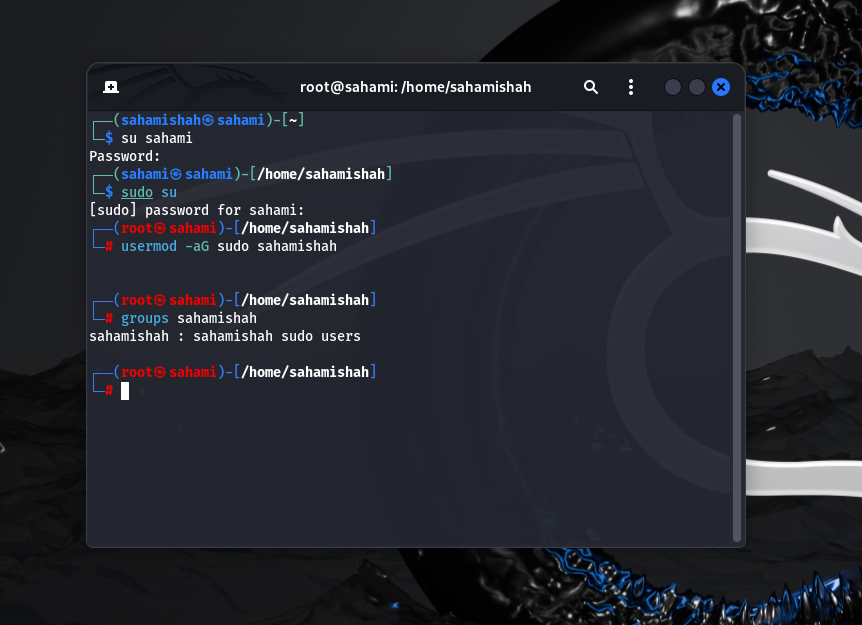 root@sahami: /home/sahamishah
┌──(sahamishah㉿sahami)-[~]
└─$ su sahami
Password:
┌──(sahami㉿sahami)-[/home/sahamishah]
└─$ sudo su
[sudo] password for sahami:
┌──(root㉿sahami)-[/home/sahamishah]
└─# usermod -aG sudo sahamishah
┌──(root㉿sahami)-[/home/sahamishah]
└─# groups sahamishah
sahamishah : sahamishah sudo users
┌──(root㉿sahami)-[/home/sahamishah]
└─#